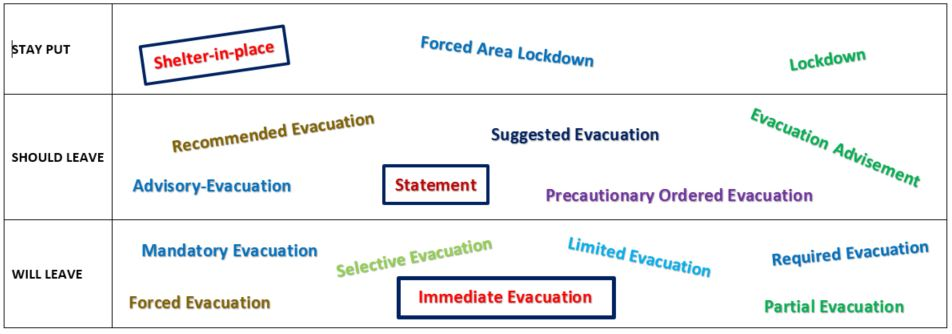 STAY PUT
Shelter-in-place
Forced Area Lockdown
Lockdown
SHOULD LEAVE
Recommended Evacuation
Suggested Evacuation
Evacuation Advisement
Advisory-Evacuation
Statement
Precautionary Ordered Evacuation
WILL LEAVE
Mandatory Evacuation
Selective Evacuation
Limited Evacuation
Required Evacuation
Forced Evacuation
Immediate Evacuation
Partial Evacuation